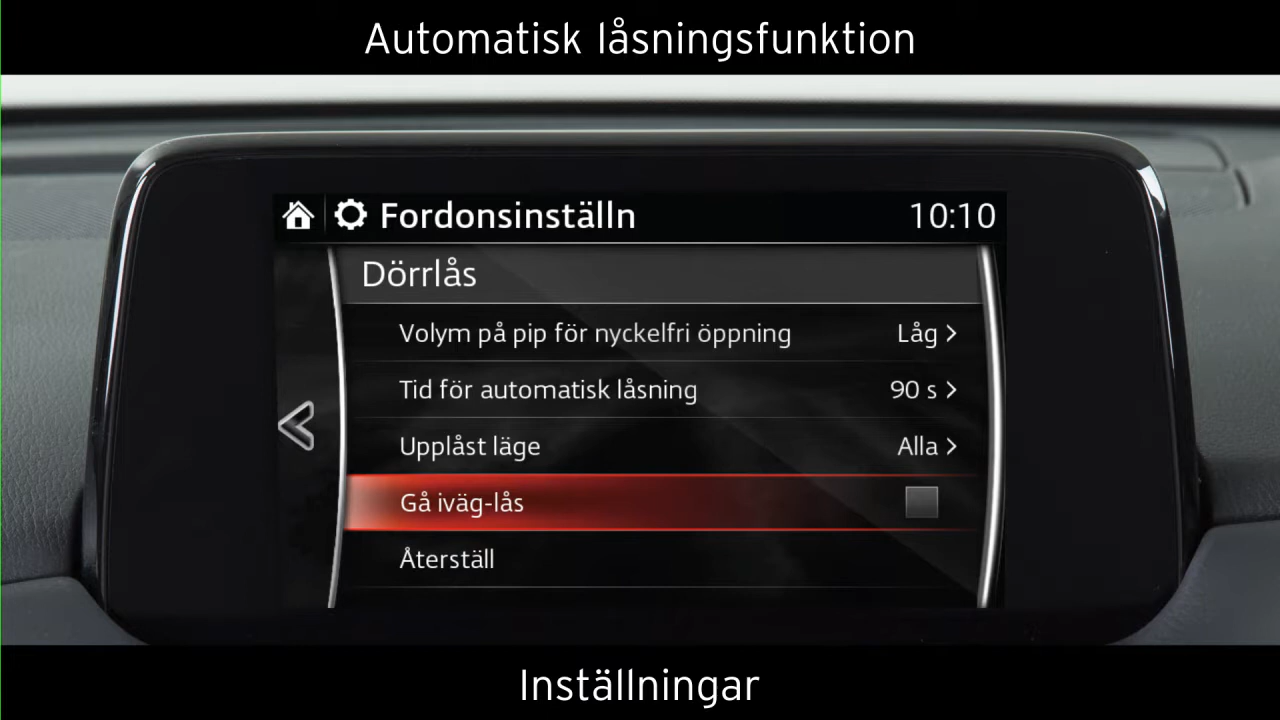 Automatisk låsningsfunktion
Fordonsinställn 10:10
Dörrlås
Volym på pip för nyckelfri öppning Låg
Tid för automatisk låsning 90 s
Upplåst läge Alla
Gå iväg-lås
Återställ
Inställningar